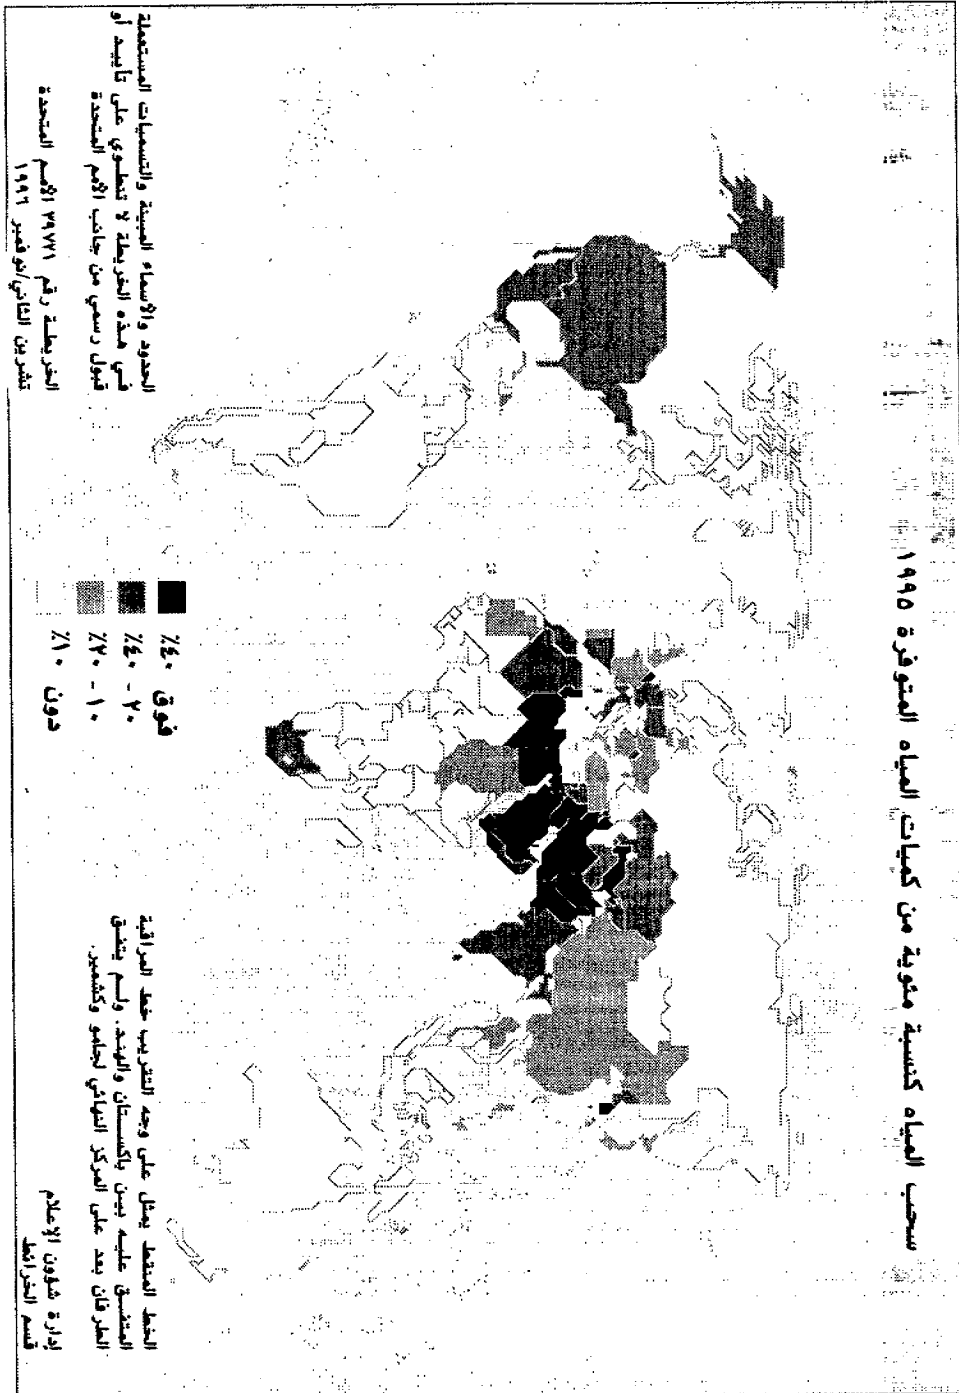 سحب المياه كنسبة مئوية من كميات المياه المتوفرة ١٩٩٥
فوق ٤٠٪
٢٠ - ٤٠٪
١٠ - ٢٠٪
دون ١٠٪
الحدود والأسماء المبينة والتسميات المستعملة
في هذه الخريطة لا تنطوي على تأييد أو
قبول رسمي من جانب الأمم المتحدة
الخريطة رقم ٣٩٧٢١ الأمم المتحدة
تشرين الثاني/نوفمبر ١٩٩٦
الخط المنقط يمثل على وجه التقريب خط المراقبة
المتفق عليه بين باكستان والهند. ولم يتفق
الطرفان بعد على المركز النهائي لجامو وكشمير.
إدارة شؤون الإعلام
قسم الخرائط